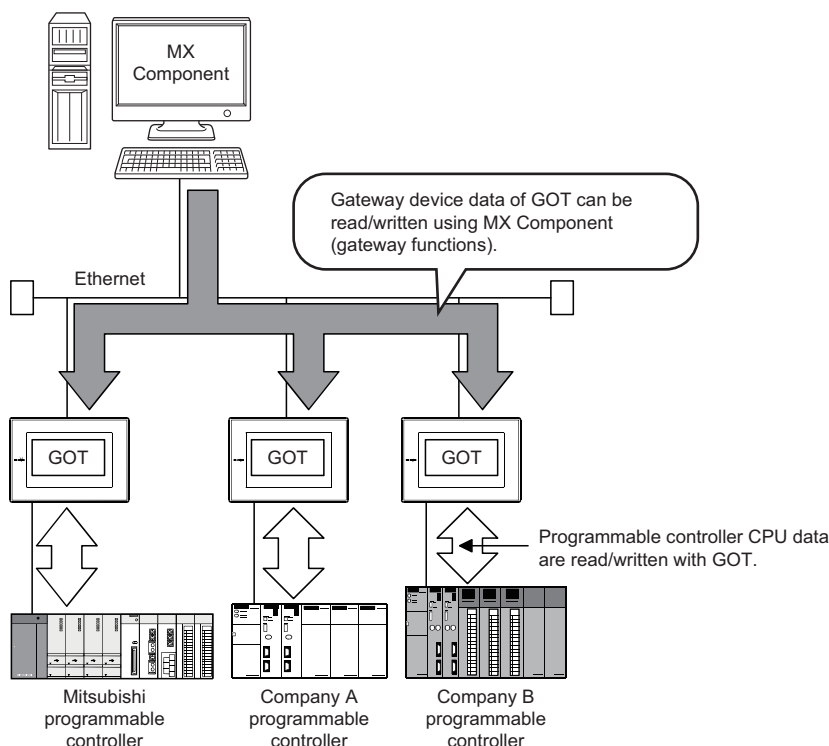 MX
Component
Gateway device data of GOT can be
read/written using MX Component
(gateway functions).
Ethernet
GOT
GOT
GOT
Programmable controller CPU data
are read/written with GOT.
Mitsubishi
programmable
controller
Company A
programmable
controller
Company B
programmable
controller